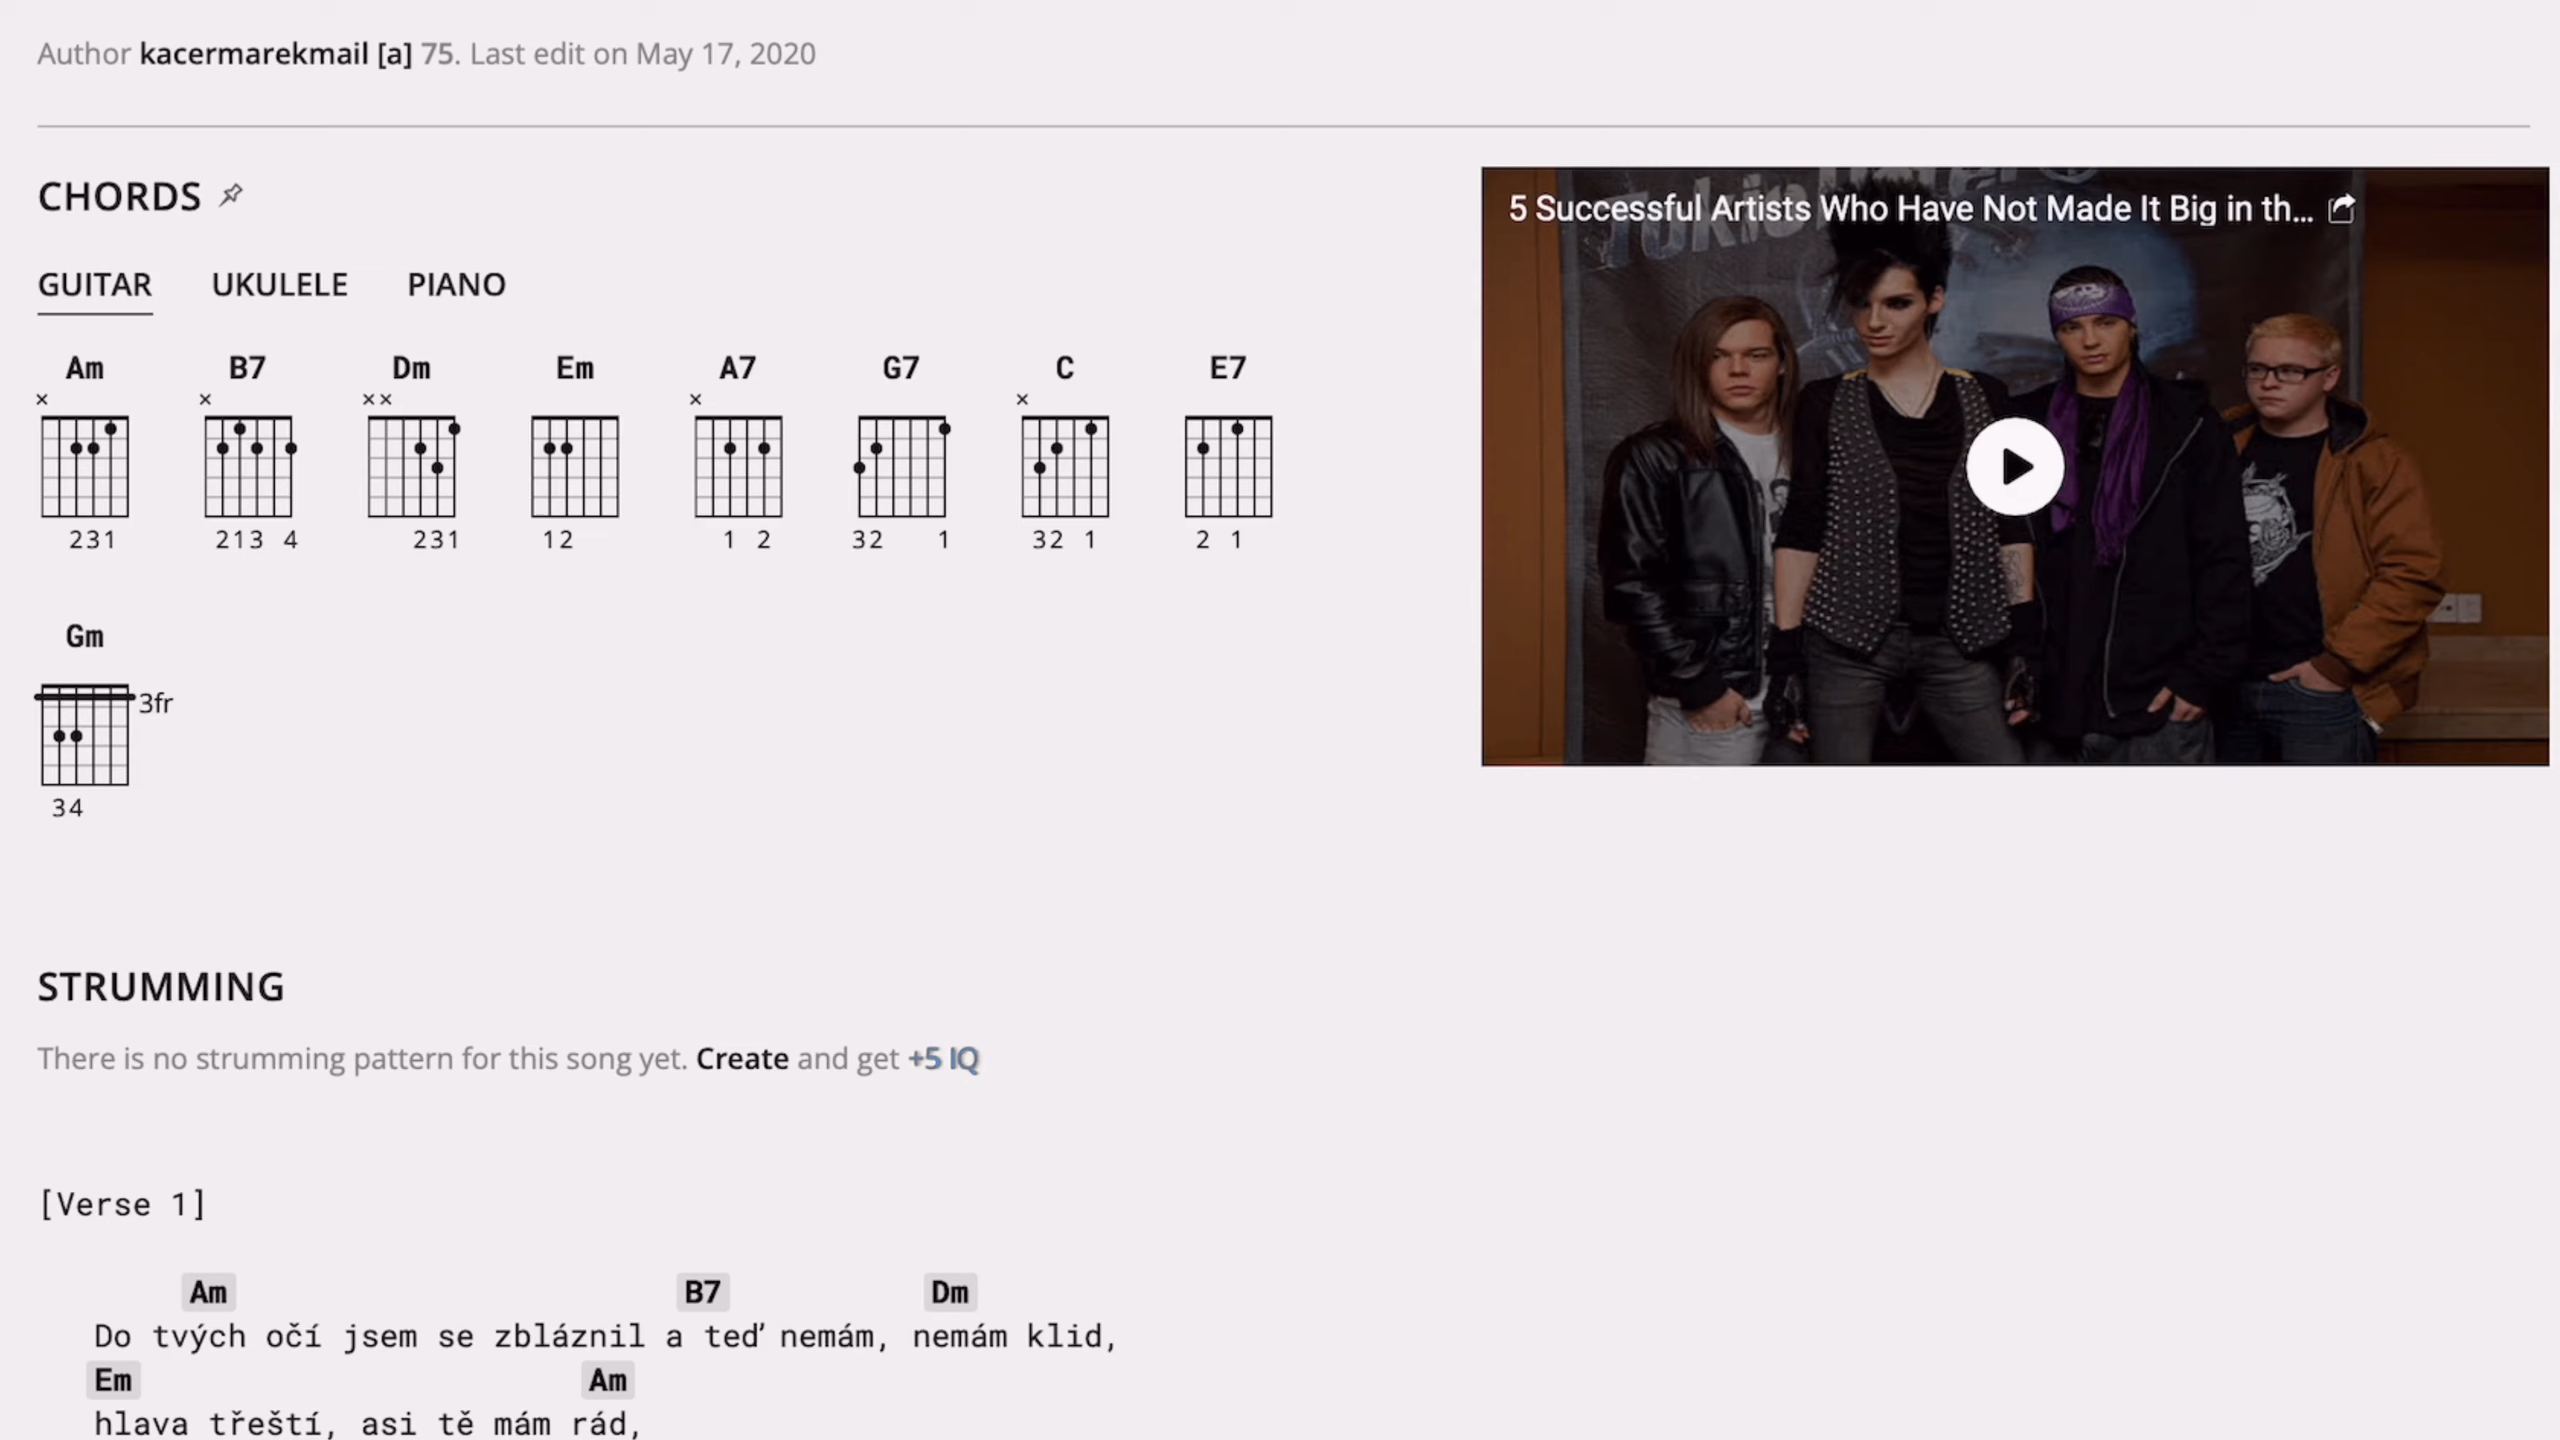 Author kacermarekmail [a] 75. Last edit on May 17, 2020
CHORDS
GUITAR UKULELE PIANO
Am B7 Dm Em A7 G7 C E7
× × ×× × ×
231 213 4 231 12 1 2 32 1 32 1 2 1
Gm
3fr
34
5 Successful Artists Who Have Not Made It Big in th...
STRUMMING
There is no strumming pattern for this song yet. Create and get +5 IQ
[Verse 1]
Am B7 Dm
Do tvých očí jsem se zbláznil a teď nemám, nemám klid,
Em Am
hlava třeští, asi tě mám rád,